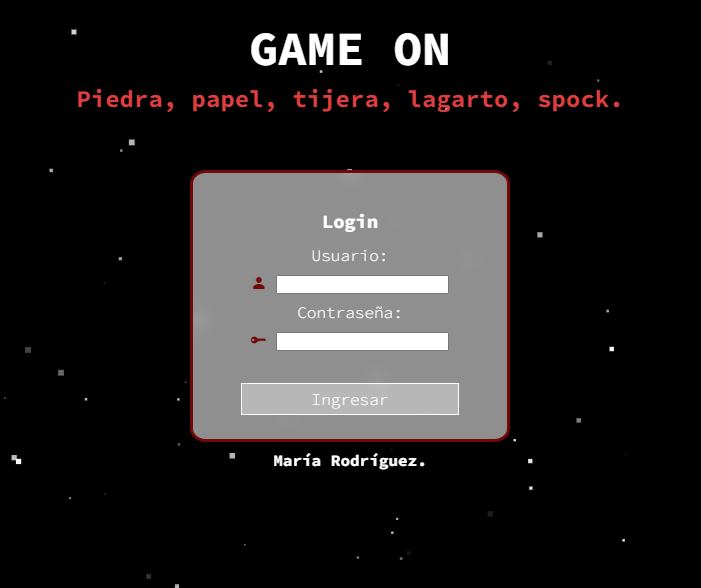 GAME ON
Piedra, papel, tijera, lagarto, spock.
Login
Usuario:
Contraseña:
Ingresar
María Rodríguez.